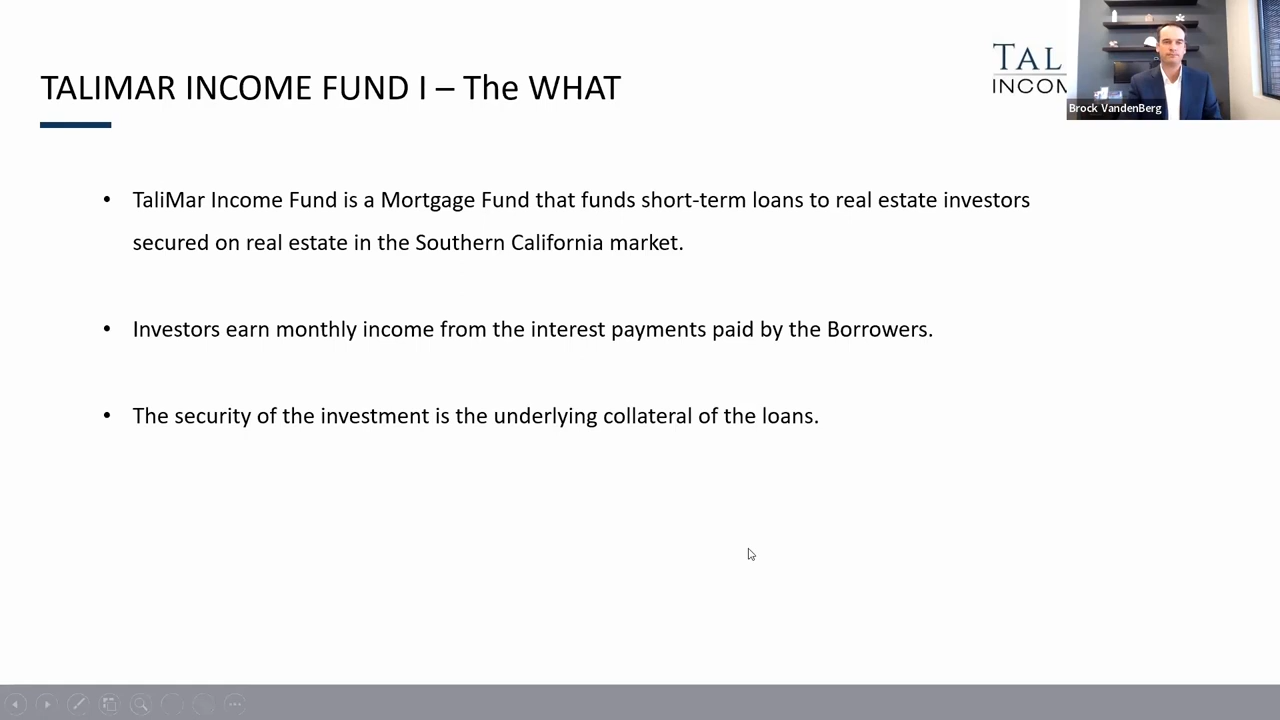 TALIMAR INCOME FUND I – The WHAT
TAL
INCOM
Brock VandenBerg
• TaliMar Income Fund is a Mortgage Fund that funds short-term loans to real estate investors
secured on real estate in the Southern California market.
• Investors earn monthly income from the interest payments paid by the Borrowers.
• The security of the investment is the underlying collateral of the loans.